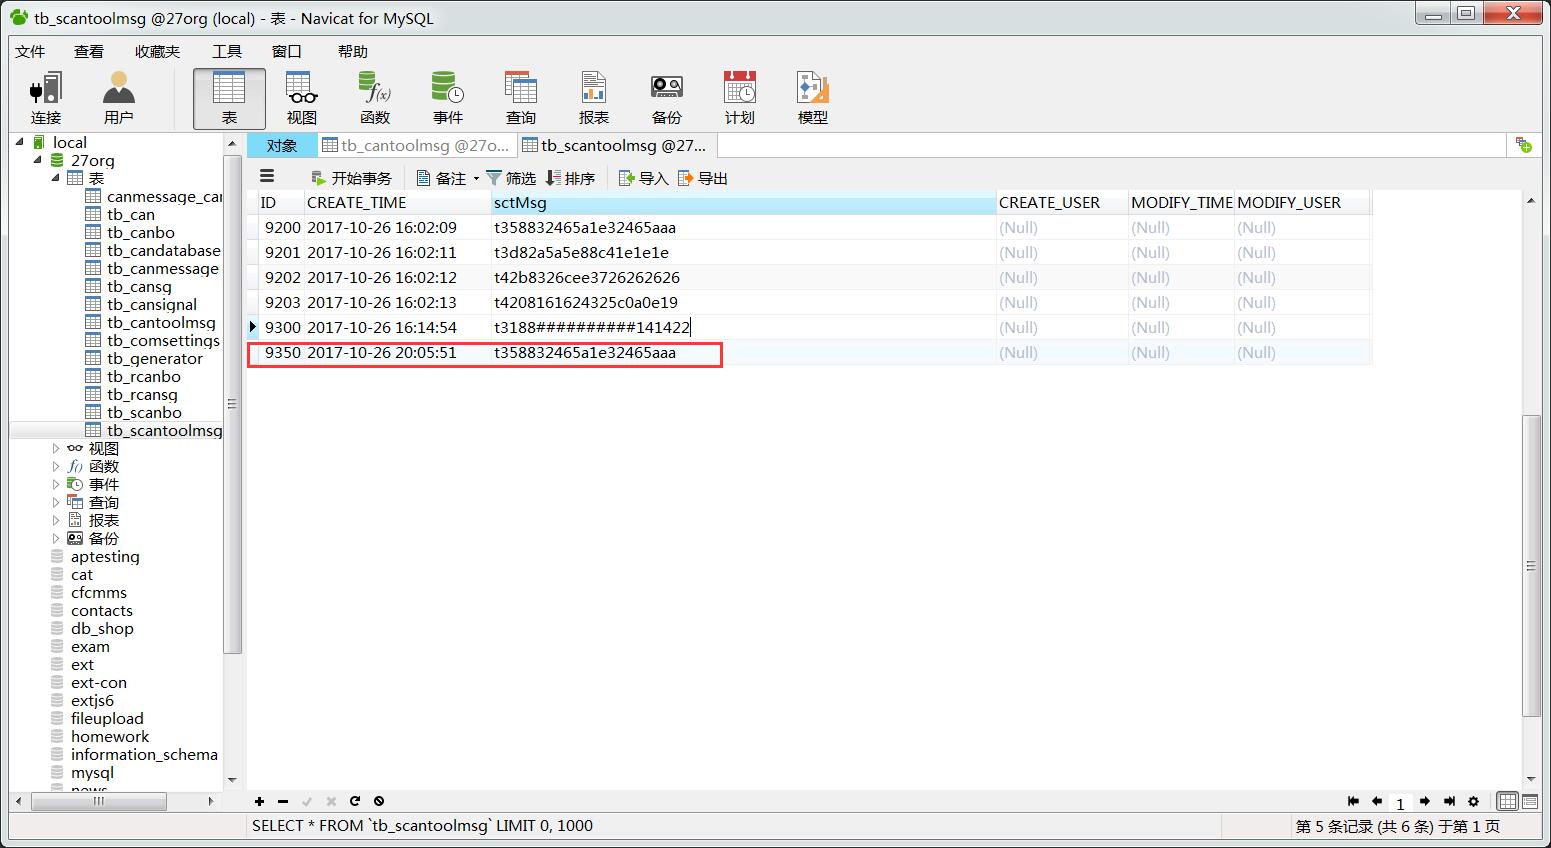 tb_scantoolmsg @27org (local) - 表 - Navicat for MySQL
文件 查看 收藏夹 工具 窗口 帮助
连接 用户 表 视图 函数 事件 查询 报表 备份 计划 模型
local
27org
表
canmessage_car
tb_can
tb_canbo
tb_candatabase
tb_canmessage
tb_cansg
tb_cansignal
tb_cantoolmsg
tb_comsettings
tb_generator
tb_rcanbo
tb_rcansg
tb_scanbo
tb_scantoolmsg
视图
函数
事件
查询
报表
备份
aptesting
cat
cfcmms
contacts
db_shop
exam
ext
ext-con
extjs6
fileupload
homework
information_schema
mysql
对象 tb_cantoolmsg @27o... tb_scantoolmsg @27...
开始事务 备注 筛选 排序 导入 导出
ID CREATE_TIME sctMsg CREATE_USER MODIFY_TIME MODIFY_USER
9200 2017-10-26 16:02:09 t358832465a1e32465aaa (Null) (Null) (Null)
9201 2017-10-26 16:02:11 t3d82a5a5e88c41e1e1e (Null) (Null) (Null)
9202 2017-10-26 16:02:12 t42b8326cee3726262626 (Null) (Null) (Null)
9203 2017-10-26 16:02:13 t4208161624325c0a0e19 (Null) (Null) (Null)
9300 2017-10-26 16:14:54 t3188##########141422 (Null) (Null) (Null)
9350 2017-10-26 20:05:51 t358832465a1e32465aaa (Null) (Null) (Null)
1
SELECT * FROM `tb_scantoolmsg` LIMIT 0, 1000
第 5 条记录 (共 6 条) 于第 1 页